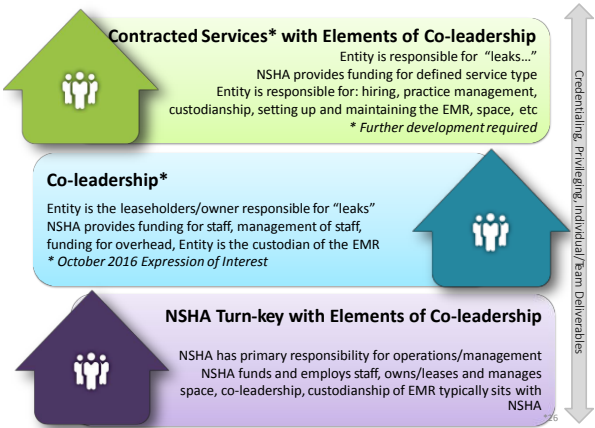 Contracted Services* with Elements of Co-leadership
Entity is responsible for “leaks…”
NSHA provides funding for defined service type
Entity is responsible for: hiring, practice management,
custodianship, setting up and maintaining the EMR, space, etc
* Further development required
Co-leadership*
Entity is the leaseholders/owner responsible for “leaks”
NSHA provides funding for staff, management of staff,
funding for overhead, Entity is the custodian of the EMR
* October 2016 Expression of Interest
NSHA Turn-key with Elements of Co-leadership
NSHA has primary responsibility for operations/management
NSHA funds and employs staff, owns/leases and manages
space, co-leadership, custodianship of EMR typically sits with
NSHA
Credentialing, Privileging, Individual/Team Deliverables
*26